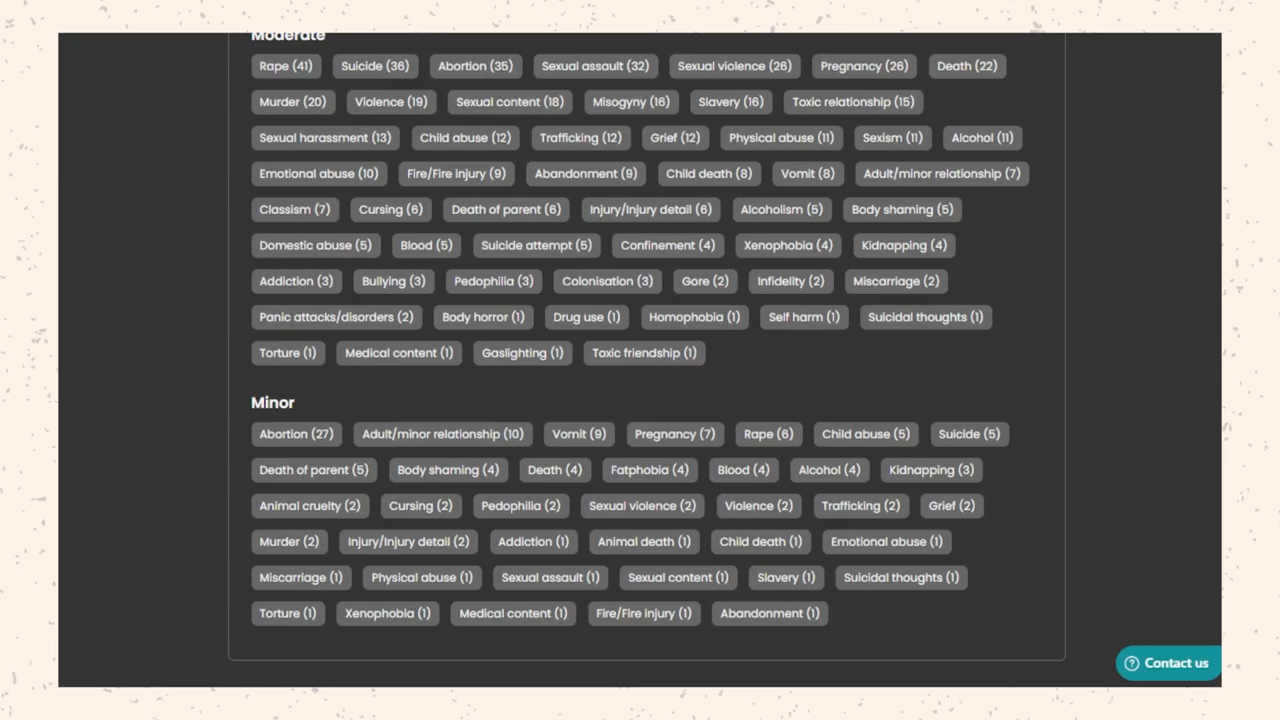 Moderate
Rape (41) Suicide (36) Abortion (35) Sexual assault (32) Sexual violence (26) Pregnancy (26) Death (22)
Murder (20) Violence (19) Sexual content (18) Misogyny (16) Slavery (16) Toxic relationship (15)
Sexual harassment (13) Child abuse (12) Trafficking (12) Grief (12) Physical abuse (11) Sexism (11) Alcohol (11)
Emotional abuse (10) Fire/Fire injury (9) Abandonment (9) Child death (8) Vomit (8) Adult/minor relationship (7)
Classism (7) Cursing (6) Death of parent (6) Injury/Injury detail (6) Alcoholism (5) Body shaming (5)
Domestic abuse (5) Blood (5) Suicide attempt (5) Confinement (4) Xenophobia (4) Kidnapping (4)
Addiction (3) Bullying (3) Pedophilia (3) Colonisation (3) Gore (2) Infidelity (2) Miscarriage (2)
Panic attacks/disorders (2) Body horror (1) Drug use (1) Homophobia (1) Self harm (1) Suicidal thoughts (1)
Torture (1) Medical content (1) Gaslighting (1) Toxic friendship (1)
Minor
Abortion (27) Adult/minor relationship (10) Vomit (9) Pregnancy (7) Rape (6) Child abuse (5) Suicide (5)
Death of parent (5) Body shaming (4) Death (4) Fatphobia (4) Blood (4) Alcohol (4) Kidnapping (3)
Animal cruelty (2) Cursing (2) Pedophilia (2) Sexual violence (2) Violence (2) Trafficking (2) Grief (2)
Murder (2) Injury/Injury detail (2) Addiction (1) Animal death (1) Child death (1) Emotional abuse (1)
Miscarriage (1) Physical abuse (1) Sexual assault (1) Sexual content (1) Slavery (1) Suicidal thoughts (1)
Torture (1) Xenophobia (1) Medical content (1) Fire/Fire injury (1) Abandonment (1)
Contact us